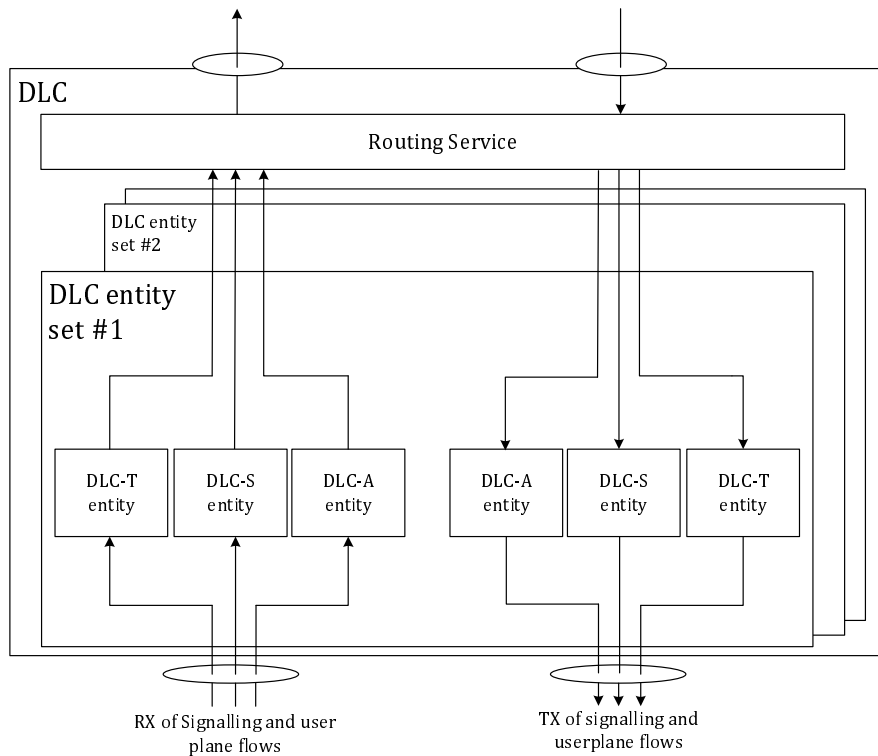 DLC
Routing Service
DLC entity
set #2
DLC entity
set #1
DLC-T
entity
DLC-S
entity
DLC-A
entity
DLC-A
entity
DLC-S
entity
DLC-T
entity
RX of Signalling and user
plane flows
TX of signalling and
userplane flows